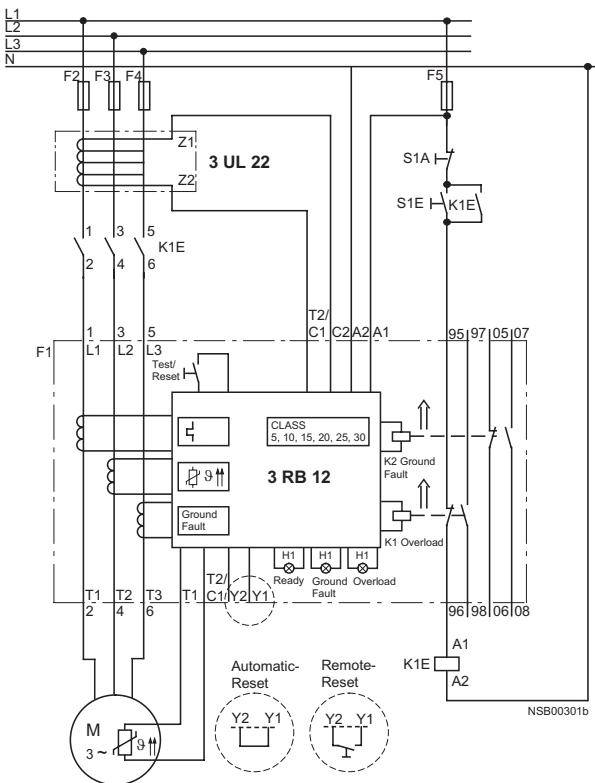 L1
L2
L3
N
F2 F3 F4 F5
Z1
3 UL 22
Z2
S1A
S1E K1E
1 3 5
K1E
2 4 6
T2/
C1 C2 A2 A1
1 3 5
95 97 05 07
F1 L1 L2 L3
Test/
Reset
CLASS
5, 10, 15, 20, 25, 30
K2 Ground
Fault
ϑ
3 RB 12
Ground
Fault
K1 Overload
H1 H1 H1
Ready Ground Overload
Fault
T1 T2 T3 T1 T2/
C1 Y2 Y1
2 4 6
96 98 06 08
A1
K1E
A2
NSB00301b
Automatic-
Reset
Remote-
Reset
M
3 ~
ϑ
Y2 Y1
Y2 Y1